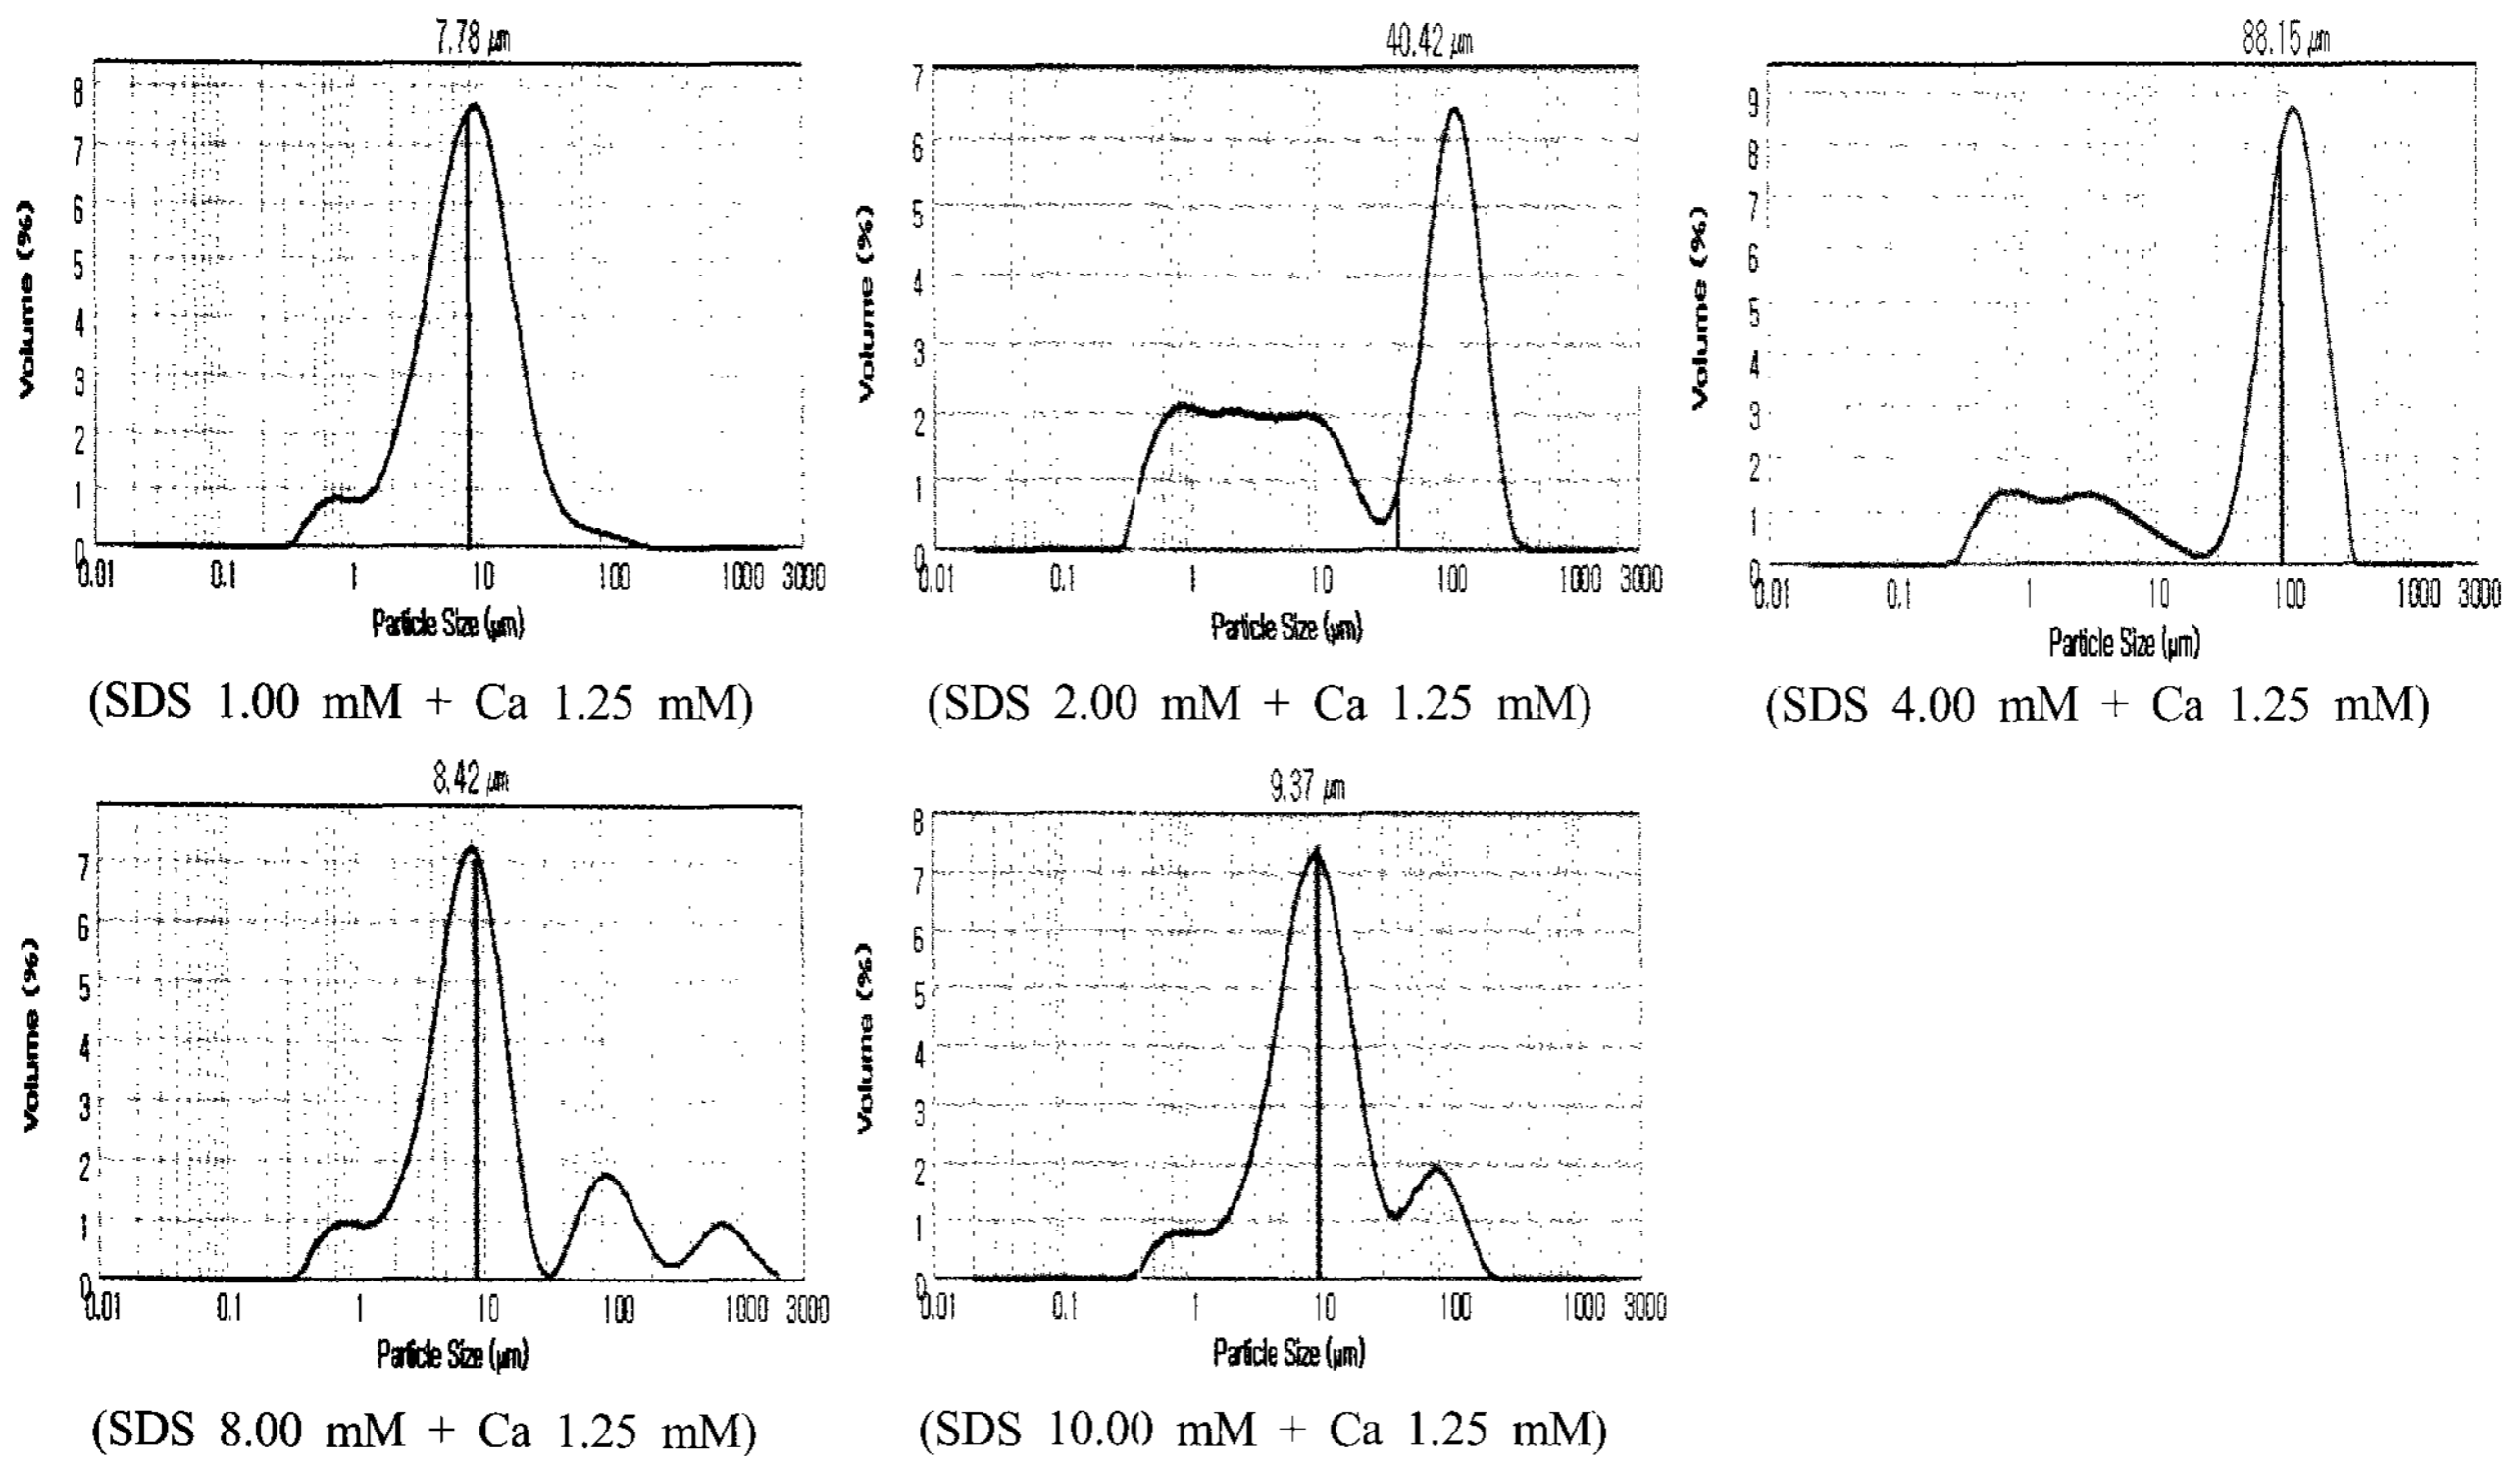 7.78 µm
8
7
6
5
4
3
2
1
0
Volume (%)
0.01 0.1 1 10 100 1000 3000
Particle Size (µm)
(SDS 1.00 mM + Ca 1.25 mM)
40.42 µm
7
6
5
4
3
2
1
0
Volume (%)
0.01 0.1 1 10 100 1000 3000
Particle Size (µm)
(SDS 2.00 mM + Ca 1.25 mM)
88.15 µm
9
8
7
6
5
4
3
2
1
0
Volume (%)
0.01 0.1 1 10 100 1000 3000
Particle Size (µm)
(SDS 4.00 mM + Ca 1.25 mM)
8.42 µm
7
6
5
4
3
2
1
0
Volume (%)
0.01 0.1 1 10 100 1000 3000
Particle Size (µm)
(SDS 8.00 mM + Ca 1.25 mM)
9.37 µm
8
7
6
5
4
3
2
1
0
Volume (%)
0.01 0.1 1 10 100 1000 3000
Particle Size (µm)
(SDS 10.00 mM + Ca 1.25 mM)